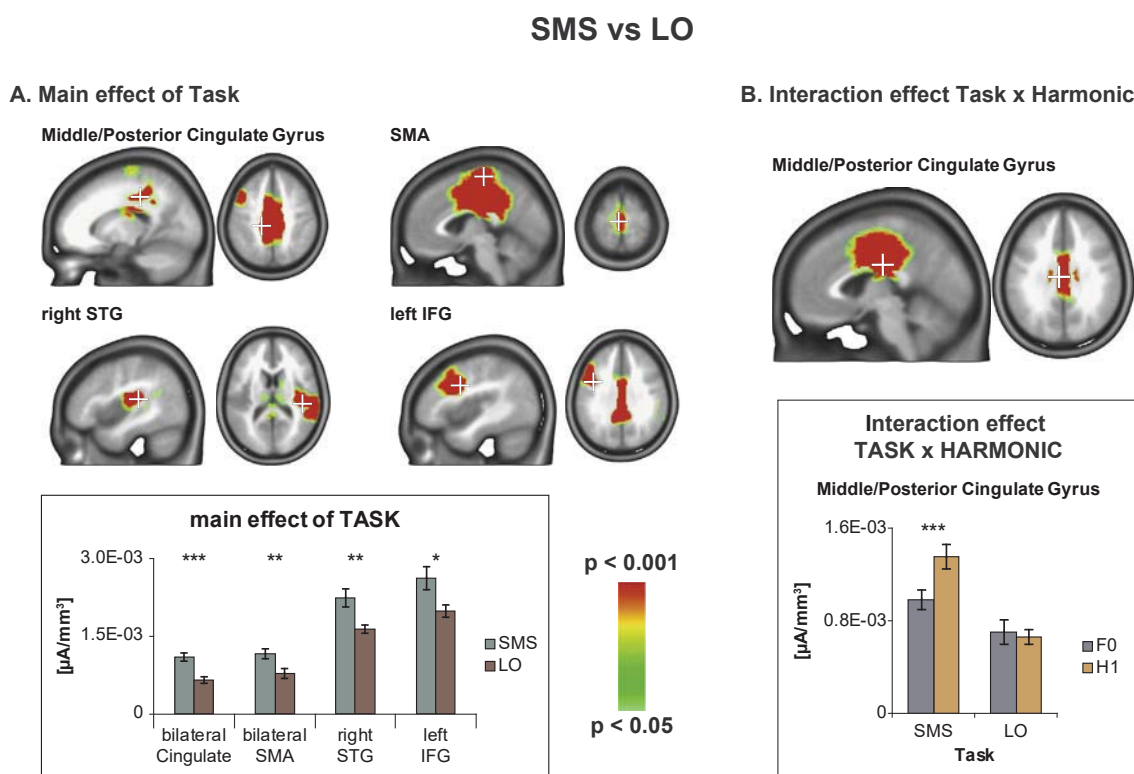 SMS vs LO
A. Main effect of Task
Middle/Posterior Cingulate Gyrus
SMA
right STG
left IFG
main effect of TASK
[µA/mm³]
3.0E-03
1.5E-03
0
***
**
**
*
SMS
LO
bilateral
Cingulate
bilateral
SMA
right
STG
left
IFG
p < 0.001
p < 0.05
B. Interaction effect Task x Harmonic
Middle/Posterior Cingulate Gyrus
Interaction effect
TASK x HARMONIC
Middle/Posterior Cingulate Gyrus
[µA/mm³]
1.6E-03
0.8E-03
0
***
F0
H1
SMS
LO
Task